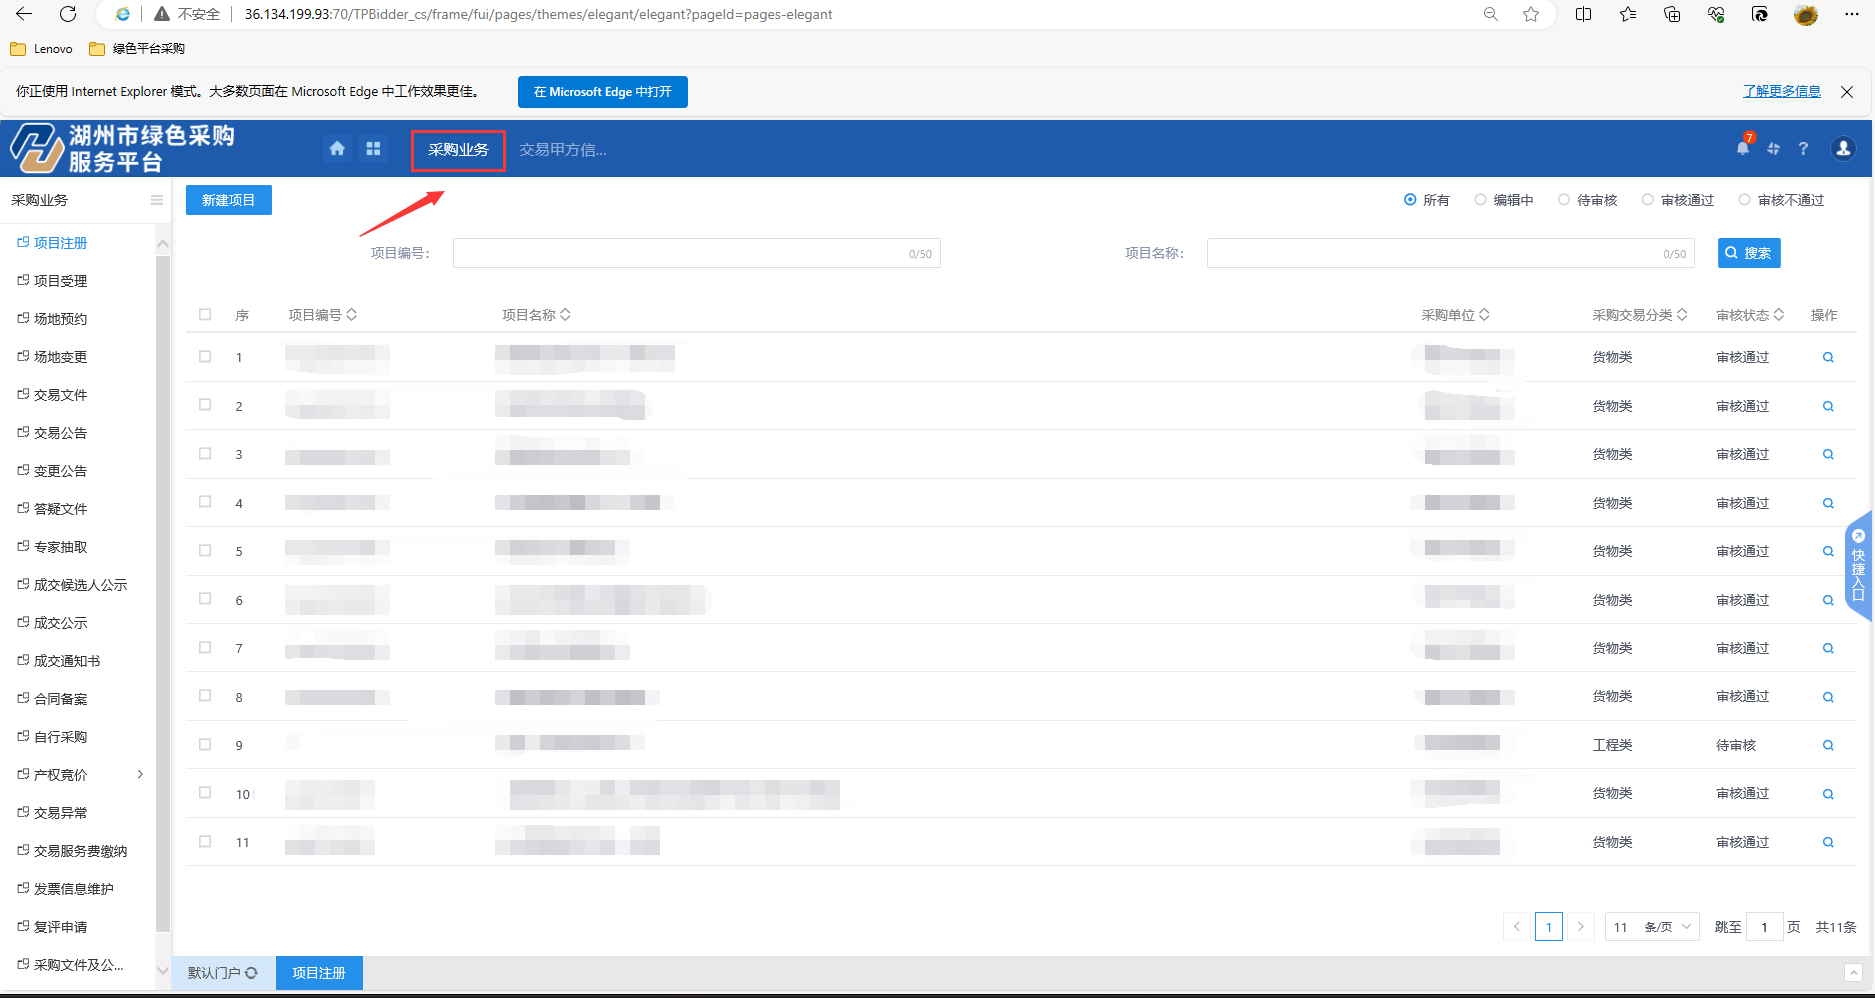 不安全
36.134.199.93:70/TPBidder_cs/frame/fui/pages/themes/elegant/elegant?pageId=pages-elegant
Lenovo 绿色平台采购
你正使用 Internet Explorer 模式。大多数页面在 Microsoft Edge 中工作效果更佳。 在 Microsoft Edge 中打开 了解更多信息
湖州市绿色采购
服务平台
采购业务 交易甲方信... 7 ?
采购业务
新建项目 所有 编辑中 待审核 审核通过 审核不通过
项目编号: 0/50 项目名称: 0/50 搜索
序 项目编号 项目名称 采购单位 采购交易分类 审核状态 操作
1 货物类 审核通过
2 货物类 审核通过
3 货物类 审核通过
4 货物类 审核通过
5 货物类 审核通过
6 货物类 审核通过
7 货物类 审核通过
8 货物类 审核通过
9 工程类 待审核
10 货物类 审核通过
11 货物类 审核通过
项目注册
项目受理
场地预约
场地变更
交易文件
交易公告
变更公告
答疑文件
专家抽取
成交候选人公示
成交公示
成交通知书
合同备案
自行采购
产权竞价
交易异常
交易服务费缴纳
发票信息维护
复评申请
采购文件及公...
快捷入口
1 11 条/页 跳至 1 页 共11条
默认门户 项目注册